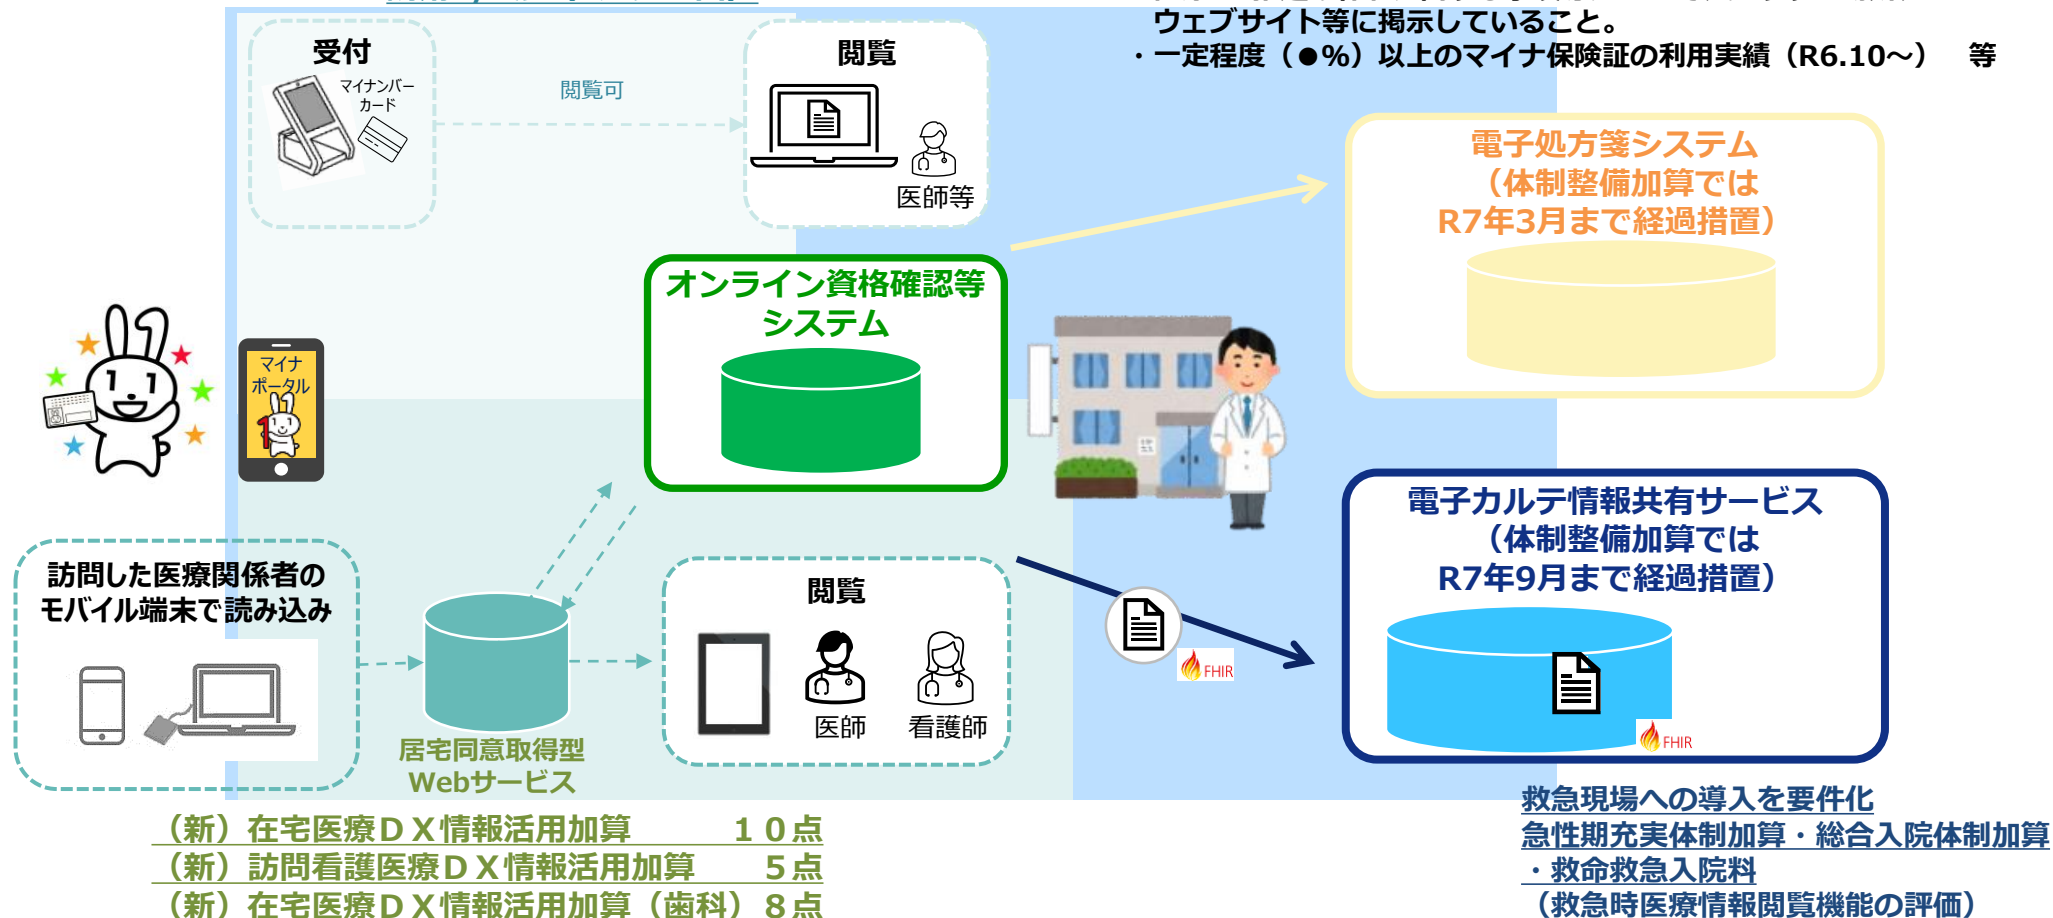 ウェブサイト等に掲示していること。
・一定程度（●%）以上のマイナ保険証の利用実績（R6.10～）　等
受付
マイナンバー
カード
閲覧可
閲覧
医師等
電子処方箋システム
（体制整備加算では
R7年3月まで経過措置）
オンライン資格確認等
システム
マイナ
ポータル
電子カルテ情報共有サービス
（体制整備加算では
R7年9月まで経過措置）
FHIR
FHIR
訪問した医療関係者の
モバイル端末で読み込み
居宅同意取得型
Webサービス
閲覧
医師
看護師
（新）在宅医療ＤＸ情報活用加算　　　１０点
（新）訪問看護医療ＤＸ情報活用加算　　５点
（新）在宅医療ＤＸ情報活用加算（歯科）８点
救急現場への導入を要件化
急性期充実体制加算・総合入院体制加算
・救命救急入院料
（救急時医療情報閲覧機能の評価）